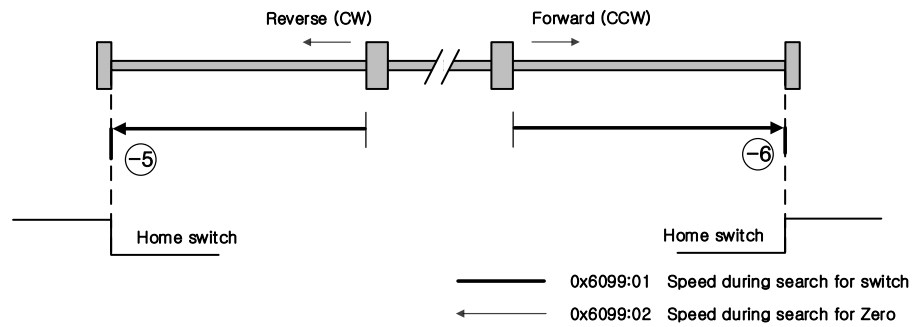 Reverse (CW) Forward (CCW)
-5 -6
Home switch Home switch
0x6099:01 Speed during search for switch
0x6099:02 Speed during search for Zero